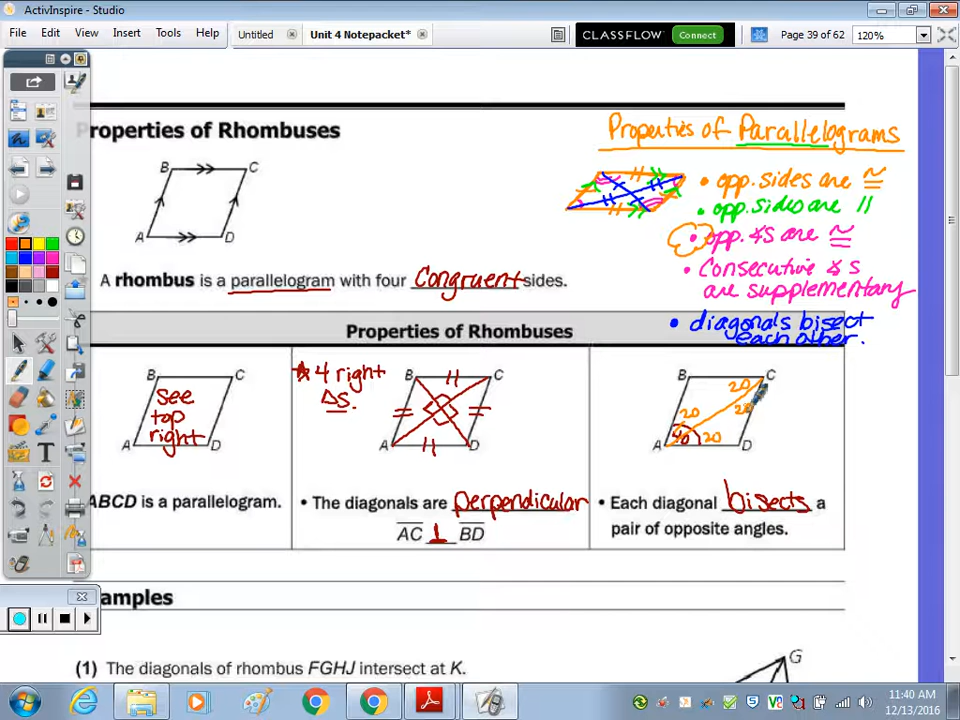 ActivInspire - Studio
File Edit View Insert Tools Help
Untitled
Unit 4 Notepacket*
CLASSFLOW Connect
Page 39 of 62
120%
Properties of Rhombuses
B C
A D
A rhombus is a parallelogram with four Congruent sides.
Properties of Parallelograms
• opp. sides are ≅
• opp. sides are //
• opp. ∡s are ≅
• Consecutive ∡s
are supplementary
• diagonals bisect
each other.
Properties of Rhombuses
B C
see
top
right
A D
ABCD is a parallelogram.
☆ 4 right
Δs.
B C
A D
• The diagonals are perpendicular
AC ⊥ BD
B C
20
20 20
40 20
A D
• Each diagonal bisects a
pair of opposite angles.
amples
(1) The diagonals of rhombus FGHJ intersect at K.
G
11:40 AM
12/13/2016